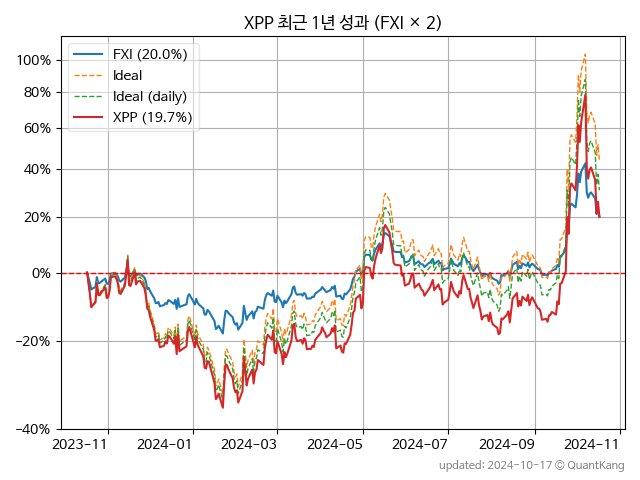 XPP 최근 1년 성과 (FXI × 2)
FXI (20.0%)
Ideal
Ideal (daily)
XPP (19.7%)
100%
80%
60%
40%
20%
0%
−20%
−40%
2023-11 2024-01 2024-03 2024-05 2024-07 2024-09 2024-11
updated: 2024-10-17 © QuantKang